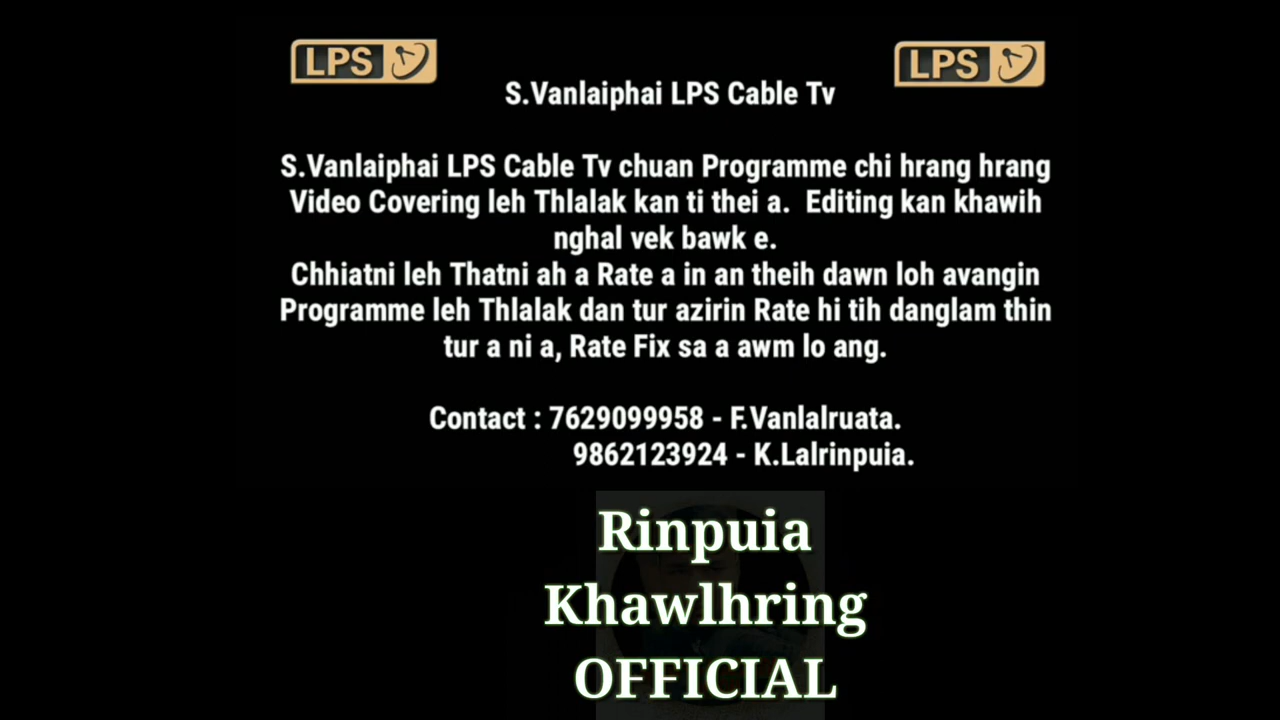 LPS LPS
S.Vanlaiphai LPS Cable Tv
S.Vanlaiphai LPS Cable Tv chuan Programme chi hrang hrang
Video Covering leh Thlalak kan ti thei a. Editing kan khawih
nghal vek bawk e.
Chhiatni leh Thatni ah a Rate a in an theih dawn loh avangin
Programme leh Thlalak dan tur azirin Rate hi tih danglam thin
tur a ni a, Rate Fix sa a awm lo ang.
Contact : 7629099958 - F.Vanlalruata.
9862123924 - K.Lalrinpuia.
Rinpuia
Khawlhring
OFFICIAL